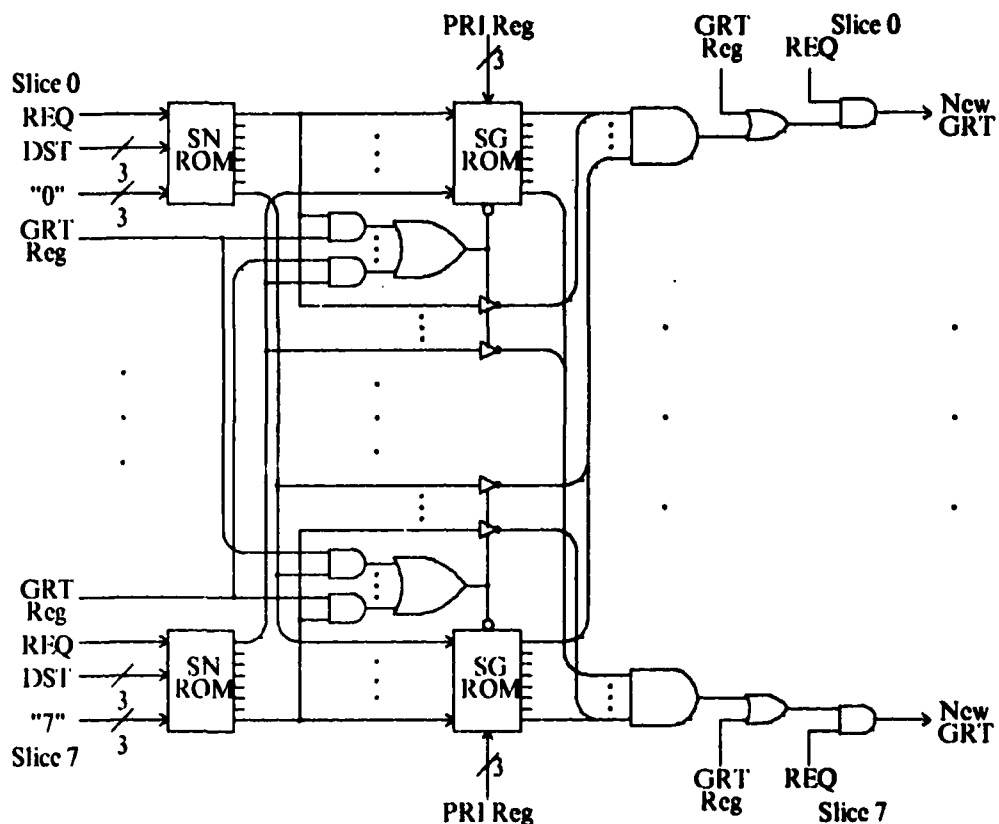 PRI Reg
3
GRT
Reg
Slice 0
REQ
New
GRT
Slice 0
REQ
DST
3
"0"
3
SN
ROM
SG
ROM
GRT
Reg
GRT
Reg
REQ
DST
3
"7"
3
Slice 7
SN
ROM
SG
ROM
3
PRI Reg
GRT
Reg
REQ
Slice 7
New
GRT